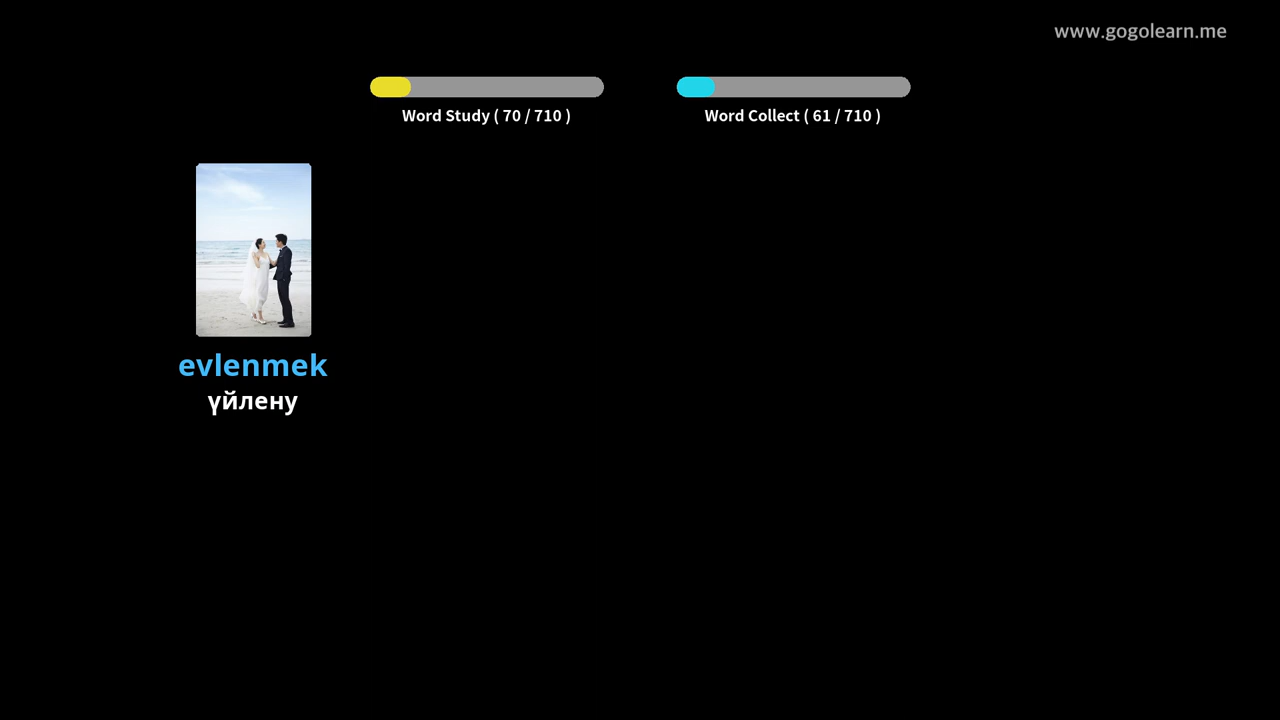 www.gogolearn.me
Word Study ( 70 / 710 )
Word Collect ( 61 / 710 )
evlenmek
үйлену